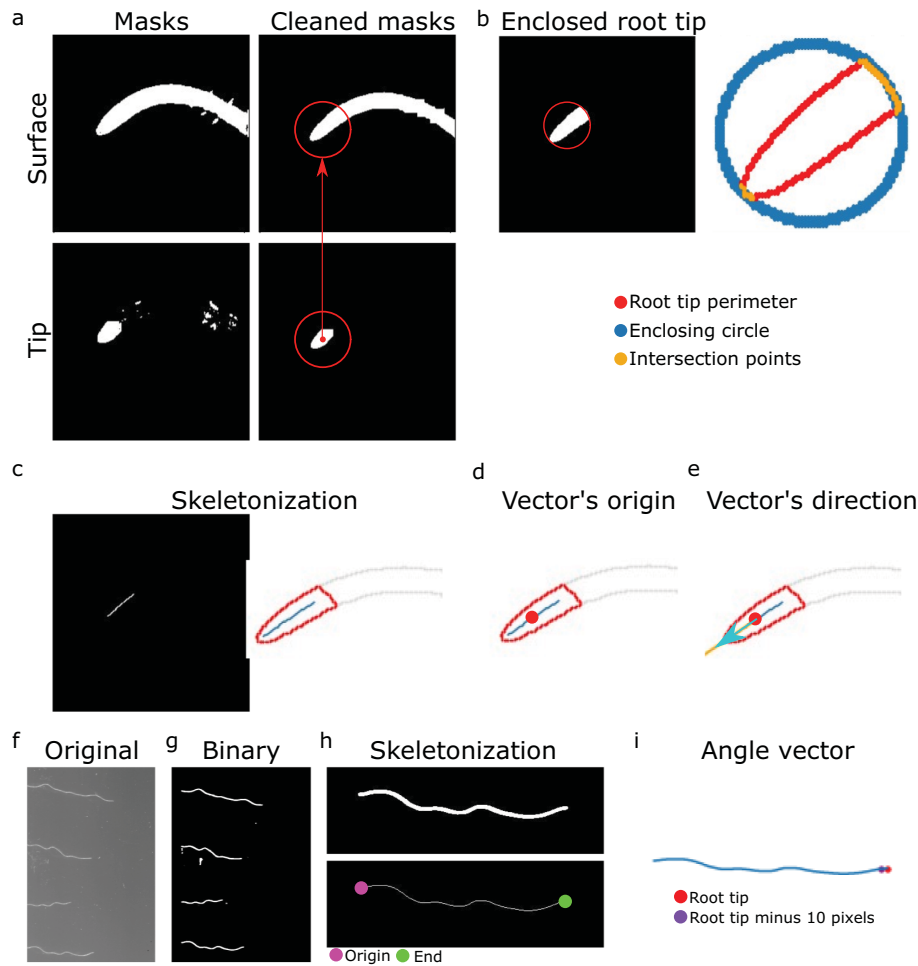 a
Masks
Cleaned masks
b
Enclosed root tip
Surface
Tip
Root tip perimeter
Enclosing circle
Intersection points
c
Skeletonization
d
Vector's origin
e
Vector's direction
f
Original
g
Binary
h
Skeletonization
i
Angle vector
Root tip
Root tip minus 10 pixels
Origin
End